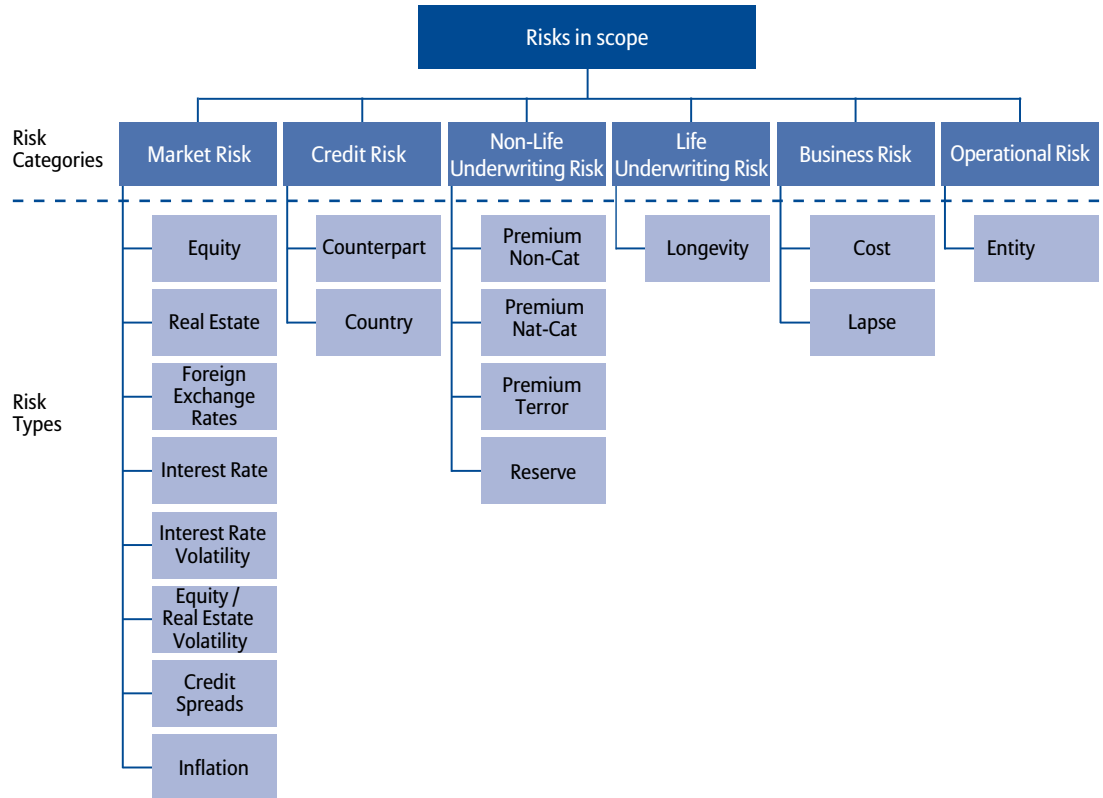 Risks in scope
Risk
Categories
Market Risk
Credit Risk
Non-Life
Underwriting Risk
Life
Underwriting Risk
Business Risk
Operational Risk
Risk
Types
Equity
Real Estate
Foreign
Exchange
Rates
Interest Rate
Interest Rate
Volatility
Equity /
Real Estate
Volatility
Credit
Spreads
Inflation
Counterpart
Country
Premium
Non-Cat
Premium
Nat-Cat
Premium
Terror
Reserve
Longevity
Cost
Lapse
Entity